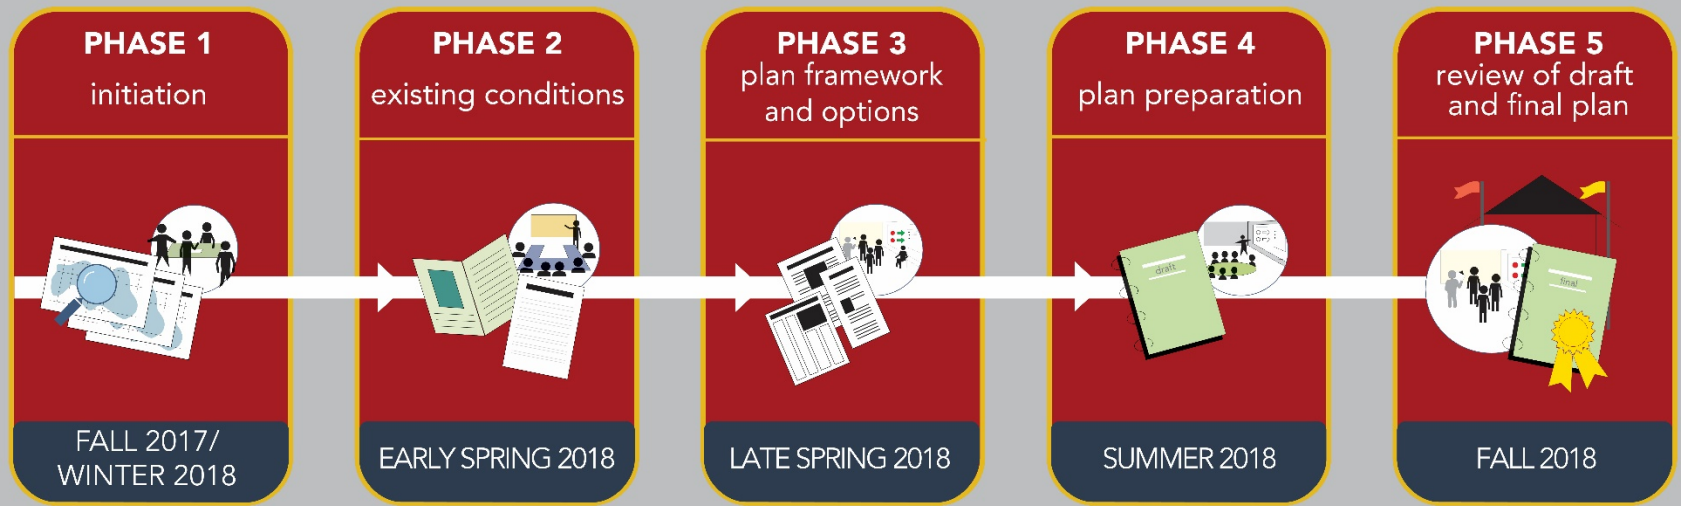 PHASE 1
initiation
FALL 2017/
WINTER 2018
PHASE 2
existing conditions
EARLY SPRING 2018
PHASE 3
plan framework
and options
LATE SPRING 2018
PHASE 4
plan preparation
draft
SUMMER 2018
PHASE 5
review of draft
and final plan
final
FALL 2018